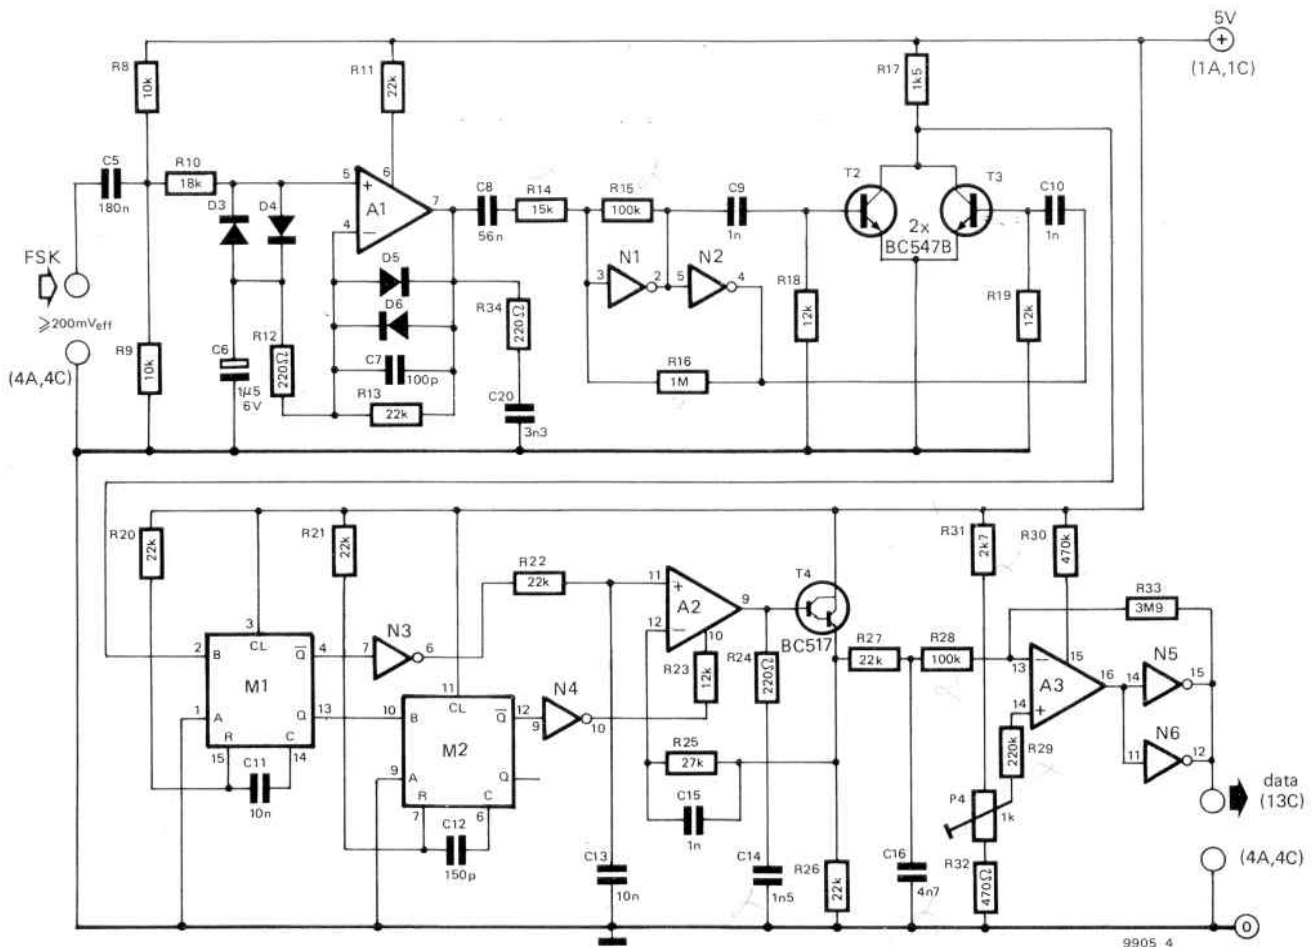 5V
+
(1A,1C)
R8
10k
R11
22k
R17
1k5
C5
180n
R10
18k
D3
D4
5
+
6
A1
7
4
−
C8
56n
R14
15k
R15
100k
C9
1n
T2
T3
2x
BC547B
C10
1n
FSK
≥200mVeff
(4A,4C)
R9
10k
C6
1µ5
6V
R12
220Ω
D5
D6
C7
100p
R13
22k
R34
220Ω
C20
3n3
N1
3
2
N2
5
4
R16
1M
R18
12k
R19
12k
R20
22k
R21
22k
R22
22k
R31
2k7
R30
470k
R33
3M9
3
CL
2
B
Q̅
4
M1
1
A
Q
13
R
C
15
14
C11
10n
N3
7
6
11
CL
10
B
Q̅
12
M2
9
A
Q
R
C
7
6
C12
150p
N4
9
10
11
+
A2
9
12
−
10
R23
12k
R24
220Ω
R25
27k
C15
1n
C13
10n
C14
1n5
T4
BC517
R26
22k
R27
22k
R28
100k
C16
4n7
13
−
15
A3
16
14
+
R29
220k
P4
1k
R32
470Ω
N5
14
15
N6
11
12
data
(13C)
(4A,4C)
0
9905 4